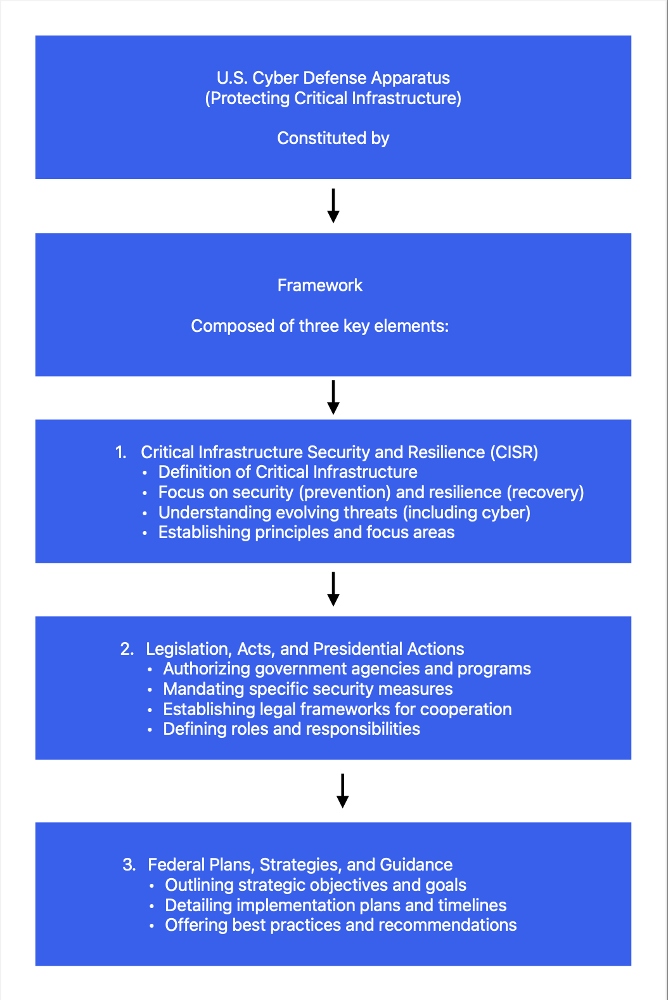 U.S. Cyber Defense Apparatus
(Protecting Critical Infrastructure)
Constituted by
Framework
Composed of three key elements:
1. Critical Infrastructure Security and Resilience (CISR)
• Definition of Critical Infrastructure
• Focus on security (prevention) and resilience (recovery)
• Understanding evolving threats (including cyber)
• Establishing principles and focus areas
2. Legislation, Acts, and Presidential Actions
• Authorizing government agencies and programs
• Mandating specific security measures
• Establishing legal frameworks for cooperation
• Defining roles and responsibilities
3. Federal Plans, Strategies, and Guidance
• Outlining strategic objectives and goals
• Detailing implementation plans and timelines
• Offering best practices and recommendations